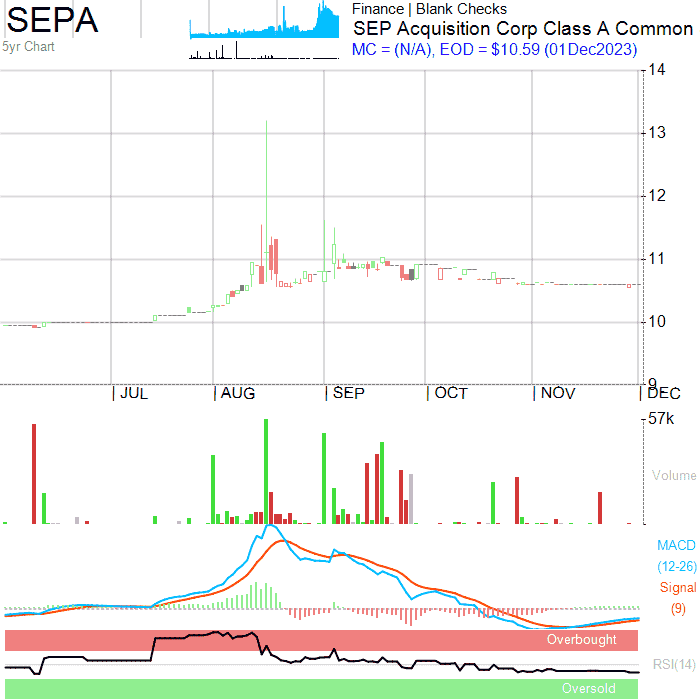 SEPA
5yr Chart
Finance | Blank Checks
SEP Acquisition Corp Class A Common
MC = (N/A), EOD = $10.59 (01Dec2023)
14
13
12
11
10
9
| JUL
| AUG
| SEP
| OCT
| NOV
| DEC
57k
Volume
MACD
(12-26)
Signal
(9)
Overbought
RSI(14)
Oversold